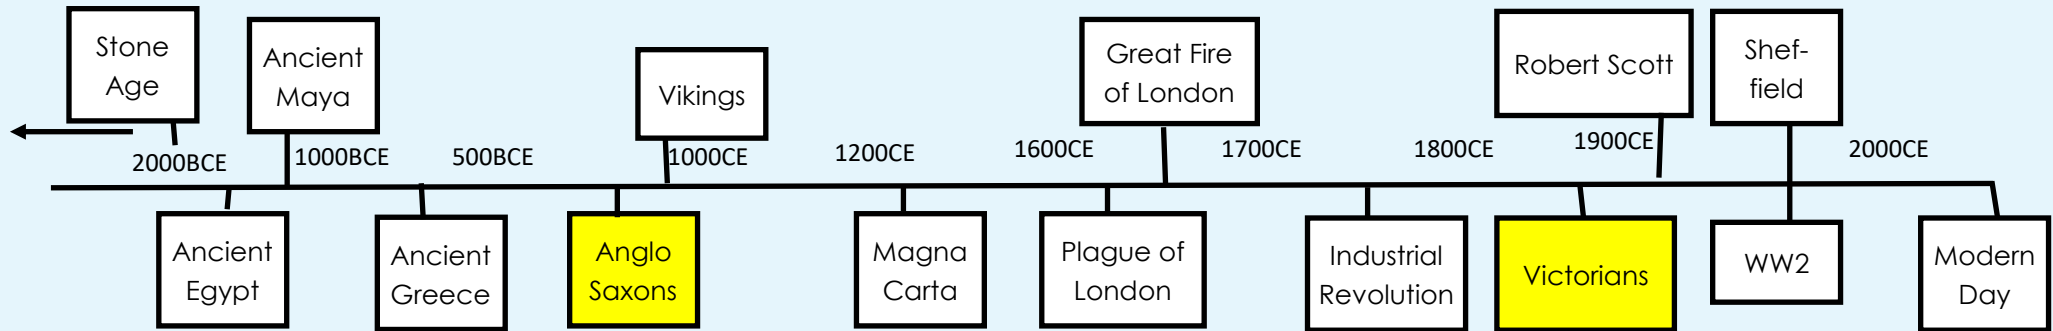 Stone
Age
Ancient
Maya
Vikings
Great Fire
of London
Robert Scott
Shef-
field
2000BCE
1000BCE
500BCE
1000CE
1200CE
1600CE
1700CE
1800CE
1900CE
2000CE
Ancient
Egypt
Ancient
Greece
Anglo
Saxons
Magna
Carta
Plague of
London
Industrial
Revolution
Victorians
WW2
Modern
Day